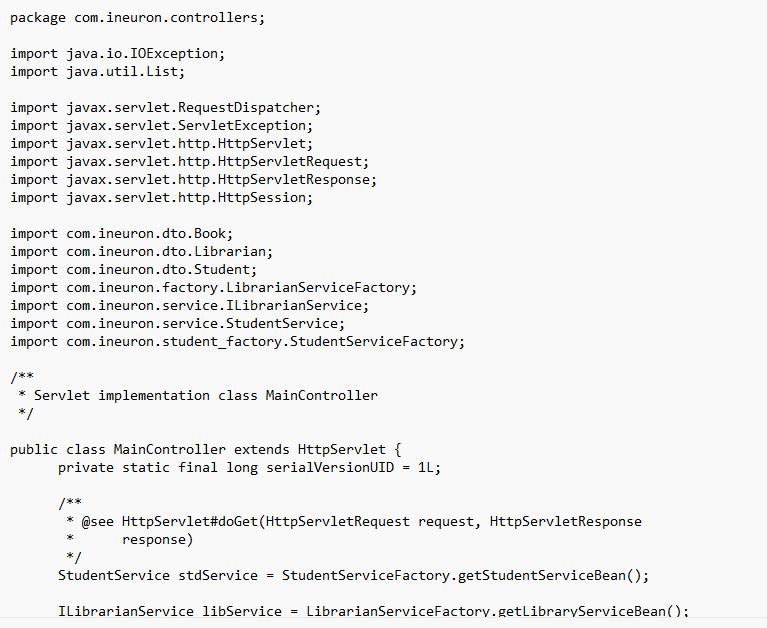 package com.ineuron.controllers;
import java.io.IOException;
import java.util.List;
import javax.servlet.RequestDispatcher;
import javax.servlet.ServletException;
import javax.servlet.http.HttpServlet;
import javax.servlet.http.HttpServletRequest;
import javax.servlet.http.HttpServletResponse;
import javax.servlet.http.HttpSession;
import com.ineuron.dto.Book;
import com.ineuron.dto.Librarian;
import com.ineuron.dto.Student;
import com.ineuron.factory.LibrarianServiceFactory;
import com.ineuron.service.ILibrarianService;
import com.ineuron.service.StudentService;
import com.ineuron.student_factory.StudentServiceFactory;
/**
 * Servlet implementation class MainController
 */
public class MainController extends HttpServlet {
      private static final long serialVersionUID = 1L;
      /**
       * @see HttpServlet#doGet(HttpServletRequest request, HttpServletResponse
       *      response)
       */
      StudentService stdService = StudentServiceFactory.getStudentServiceBean();
      ILibrarianService libService = LibrarianServiceFactory.getLibraryServiceBean();